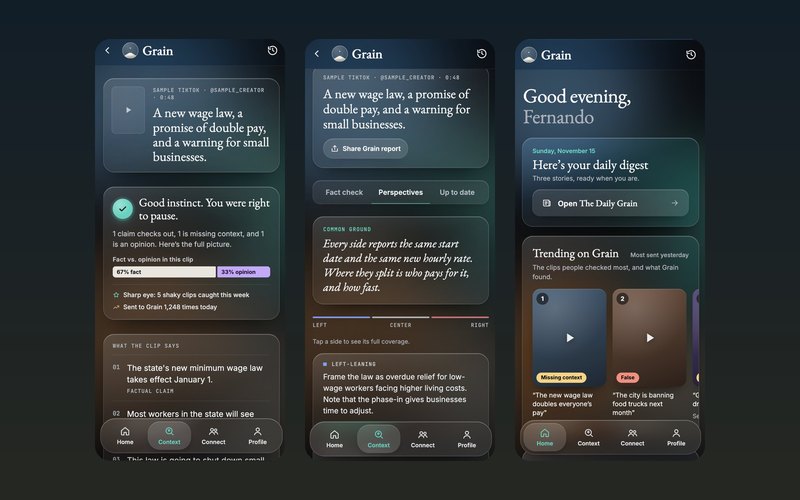 Grain
SAMPLE TIKTOK · @SAMPLE_CREATOR
· 0:48
A new wage law, a
promise of double pay,
and a warning for small
businesses.
Good instinct. You were right
to pause.
1 claim checks out, 1 is missing context, and 1
is an opinion. Here's the full picture.
Fact vs. opinion in this clip
67% fact
33% opinion
Sharp eye: 5 shaky clips caught this week
Sent to Grain 1,248 times today
WHAT THE CLIP SAYS
01 The state's new minimum wage law
takes effect January 1.
FACTUAL CLAIM
02 Most workers in the state will see
03 This law is going to shut down small
Home
Context
Connect
Profile
Grain
SAMPLE TIKTOK · @SAMPLE_CREATOR · 0:48
A new wage law, a promise of
double pay, and a warning for
small businesses.
Share Grain report
Fact check
Perspectives
Up to date
COMMON GROUND
Every side reports the same start
date and the same new hourly rate.
Where they split is who pays for it,
and how fast.
LEFT
CENTER
RIGHT
Tap a side to see its full coverage.
LEFT-LEANING
Frame the law as overdue relief for low-
wage workers facing higher living costs.
Note that the phase-in gives businesses
time to adjust.
Home
Context
Connect
Profile
Grain
Good evening,
Fernando
Sunday, November 15
Here's your daily digest
Three stories, ready when you are.
Open The Daily Grain
Trending on Grain
Most sent yesterday
The clips people checked most, and what Grain
found.
1
2
Missing context
False
"The new wage law
doubles everyone's
pay"
"The city is banning
food trucks next
month"
Home
Context
Connect
Profile